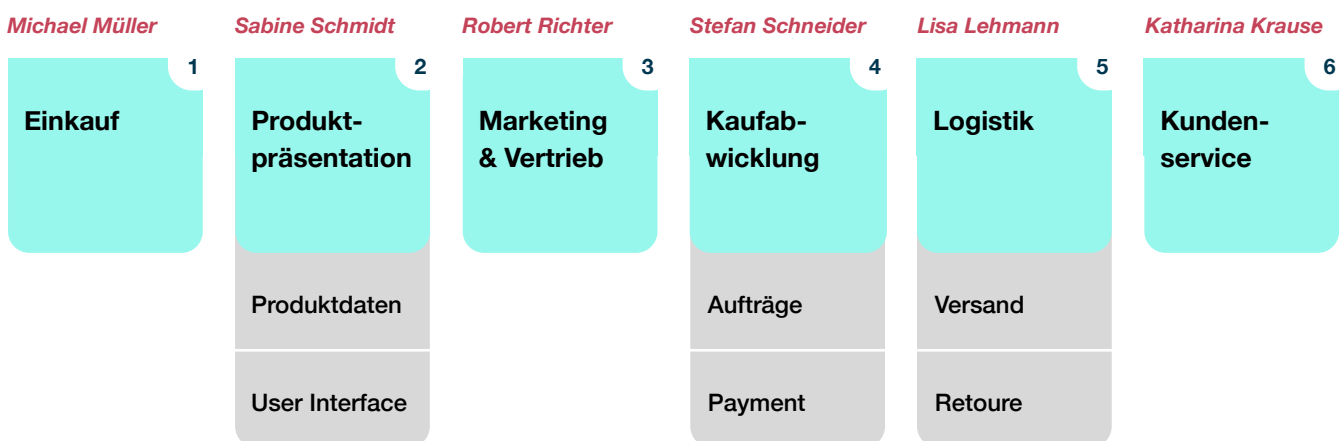 Michael Müller
Sabine Schmidt
Robert Richter
Stefan Schneider
Lisa Lehmann
Katharina Krause
1
Einkauf
2
Produkt-
präsentation
Produktdaten
User Interface
3
Marketing
& Vertrieb
4
Kaufab-
wicklung
Aufträge
Payment
5
Logistik
Versand
Retoure
6
Kunden-
service